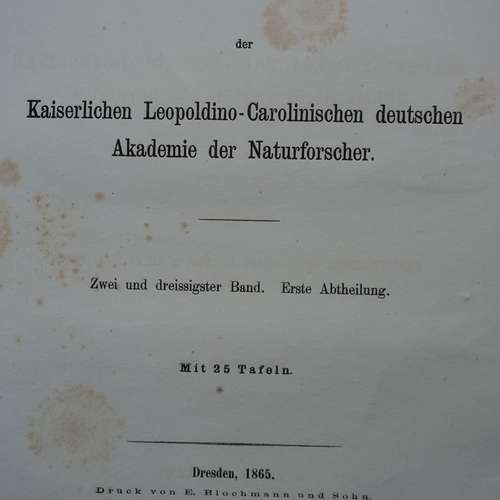 der
Kaiserlichen Leopoldino-Carolinischen deutschen
Akademie der Naturforscher.
Zwei und dreissigster Band. Erste Abtheilung.
Mit 25 Tafeln.
Dresden, 1865.
Druck von E. Blochmann und Sohn.